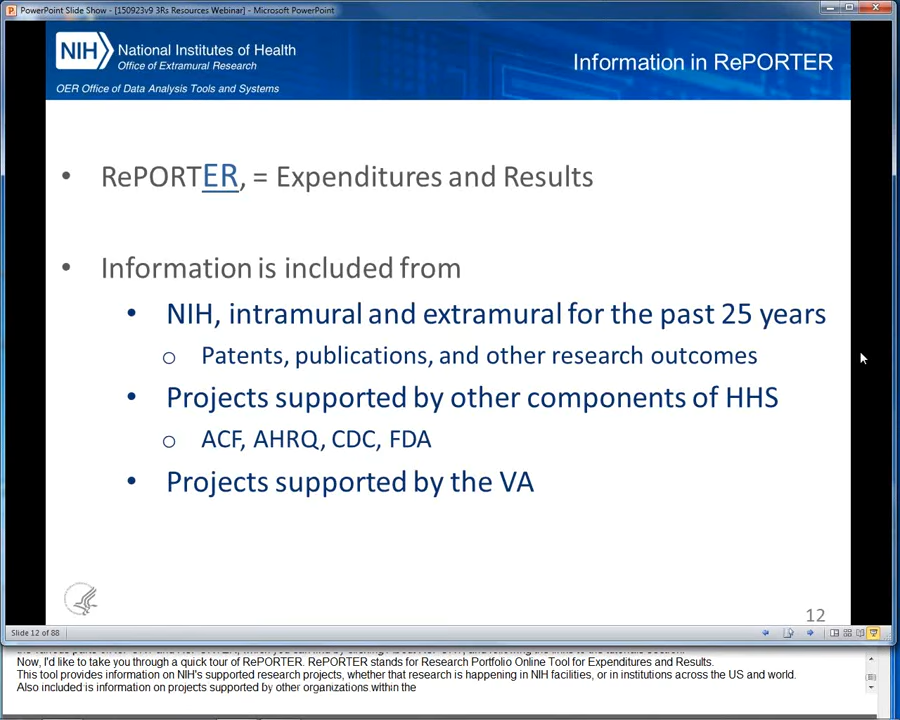 PowerPoint Slide Show - [150923v9 3Rs Resources Webinar] - Microsoft PowerPoint
NIH
National Institutes of Health
Office of Extramural Research
OER Office of Data Analysis Tools and Systems
Information in RePORTER
• RePORTER, = Expenditures and Results
• Information is included from
• NIH, intramural and extramural for the past 25 years
o Patents, publications, and other research outcomes
• Projects supported by other components of HHS
o ACF, AHRQ, CDC, FDA
• Projects supported by the VA
12
Slide 12 of 88
Now, I'd like to take you through a quick tour of RePORTER. RePORTER stands for Research Portfolio Online Tool for Expenditures and Results.
This tool provides information on NIH's supported research projects, whether that research is happening in NIH facilities, or in institutions across the US and world.
Also included is information on projects supported by other organizations within the